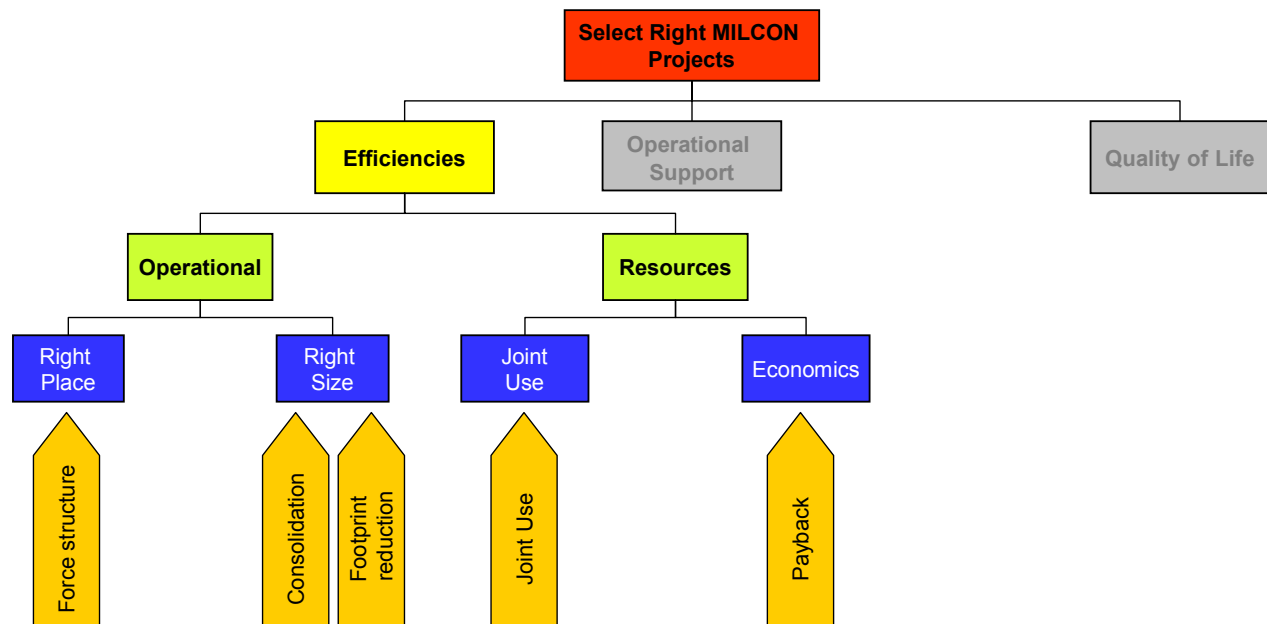 Select Right MILCON
Projects
Efficiencies
Operational
Support
Quality of Life
Operational
Resources
Right
Place
Right
Size
Joint
Use
Economics
Force structure
Consolidation
Footprint
reduction
Joint Use
Payback